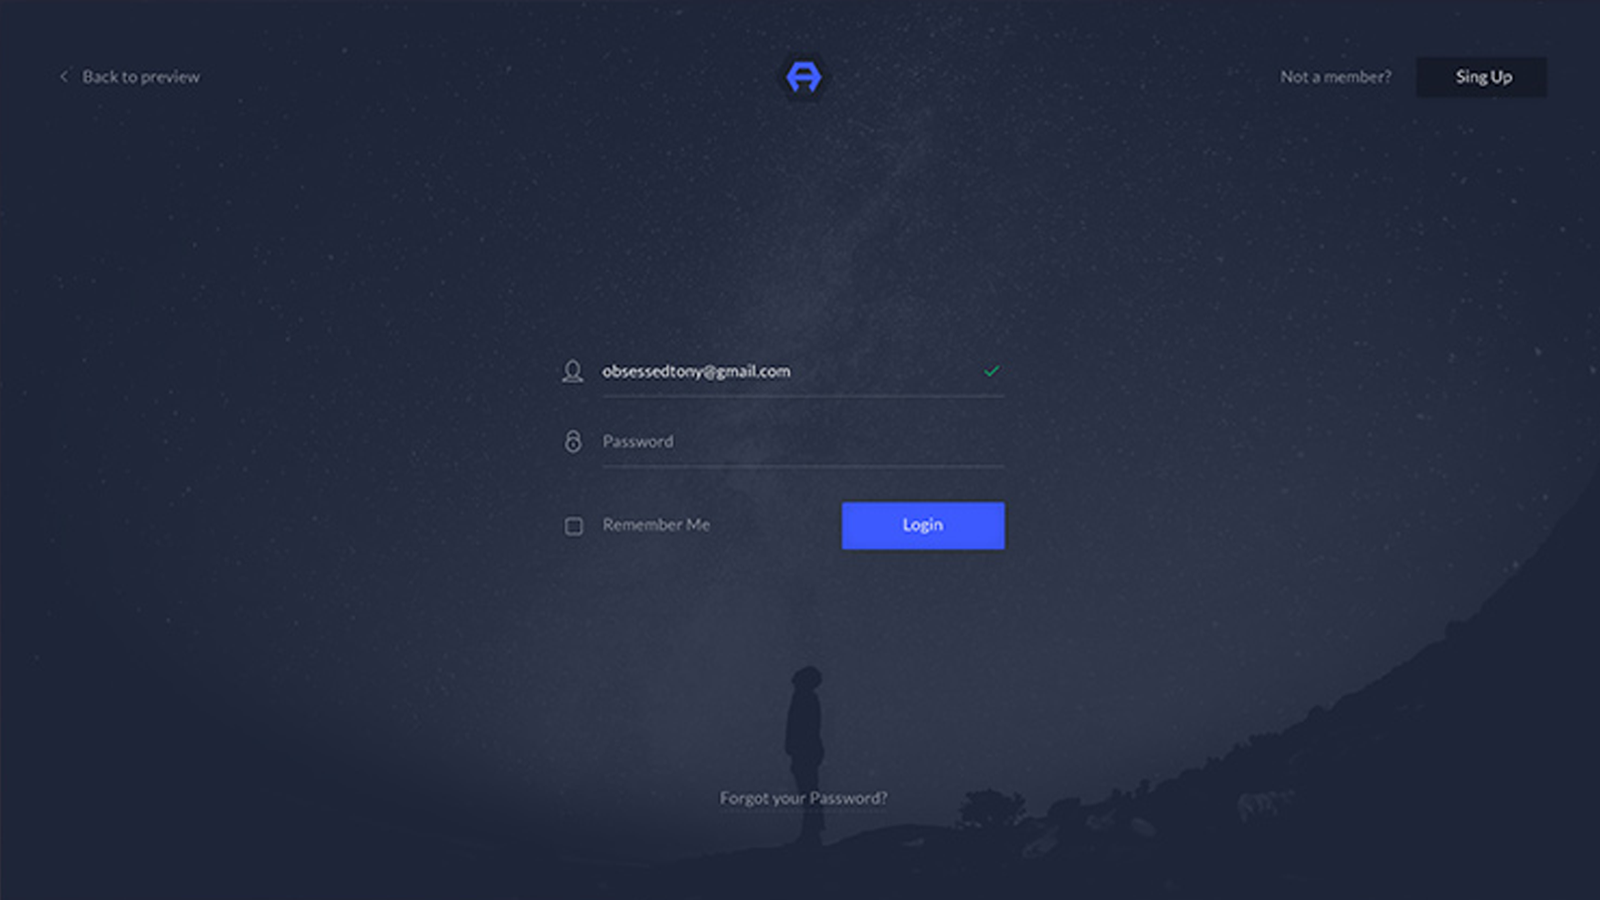 Back to preview
Not a member?
Sing Up
obsessedtony@gmail.com
Password
Remember Me
Login
Forgot your Password?